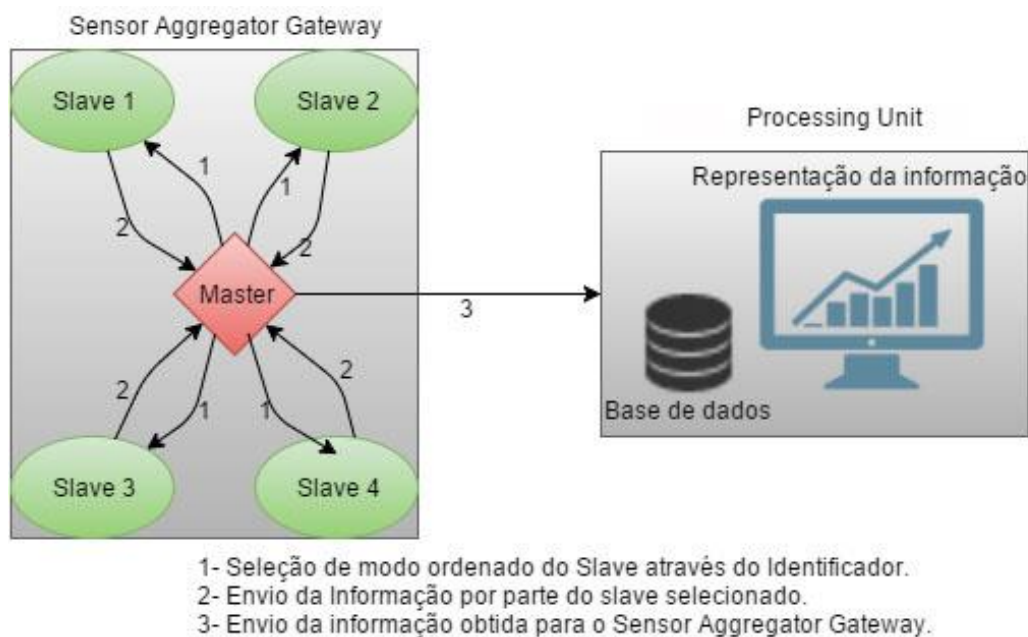 Sensor Aggregator Gateway
Slave 1
Slave 2
1
1
2
2
Master
3
2
1
1
2
Slave 3
Slave 4
Processing Unit
Representação da informação
Base de dados
1- Seleção de modo ordenado do Slave através do Identificador.
2- Envio da Informação por parte do slave selecionado.
3- Envio da informação obtida para o Sensor Aggregator Gateway.